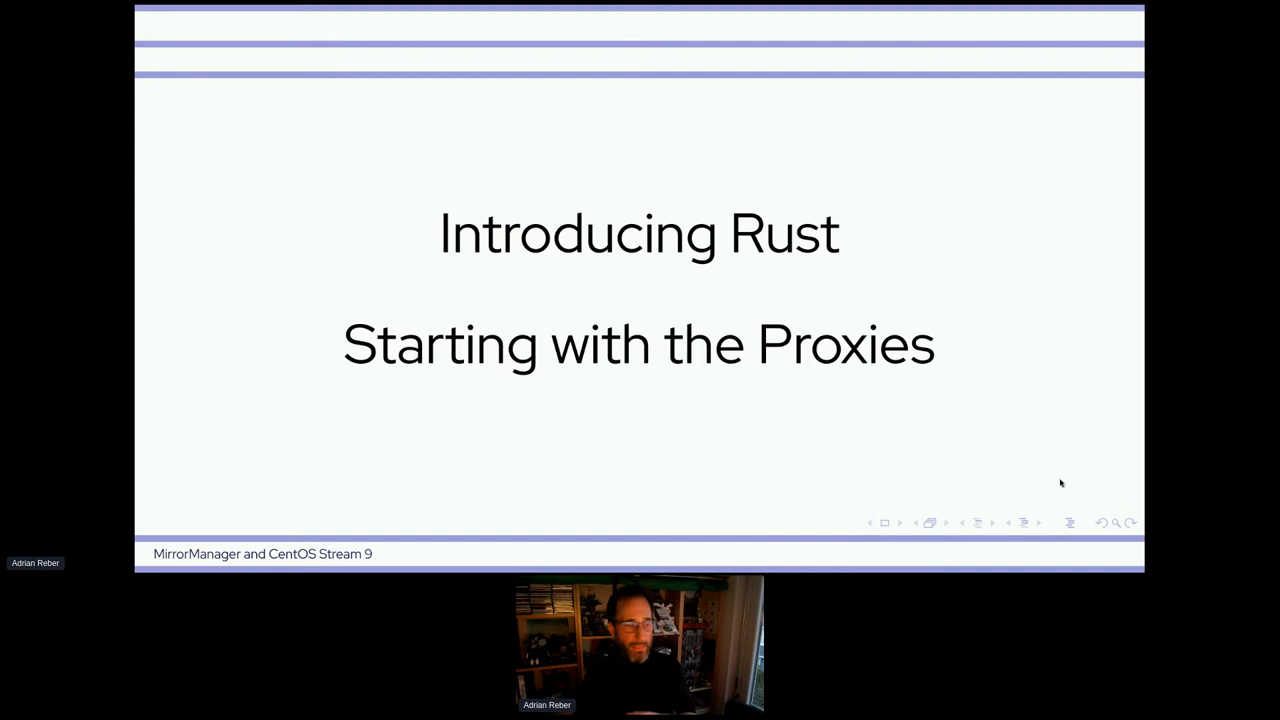 Introducing Rust
Starting with the Proxies
MirrorManager and CentOS Stream 9
Adrian Reber
Adrian Reber